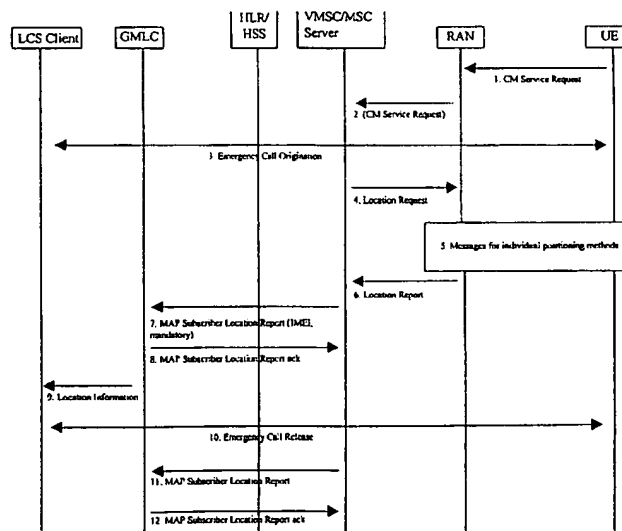 HLR/
HSS
VMSC/MSC
Server
LCS Client
GMLC
RAN
UE
1. CM Service Request
2. (CM Service Request)
3. Emergency Call Origination
4. Location Request
5. Messages for individual positioning methods
6. Location Report
7. MAP Subscriber Location Report (IMEI,
mandatory)
8. MAP Subscriber Location Report ack
9. Location Information
10. Emergency Call Release
11. MAP Subscriber Location Report
12. MAP Subscriber Location Report ack